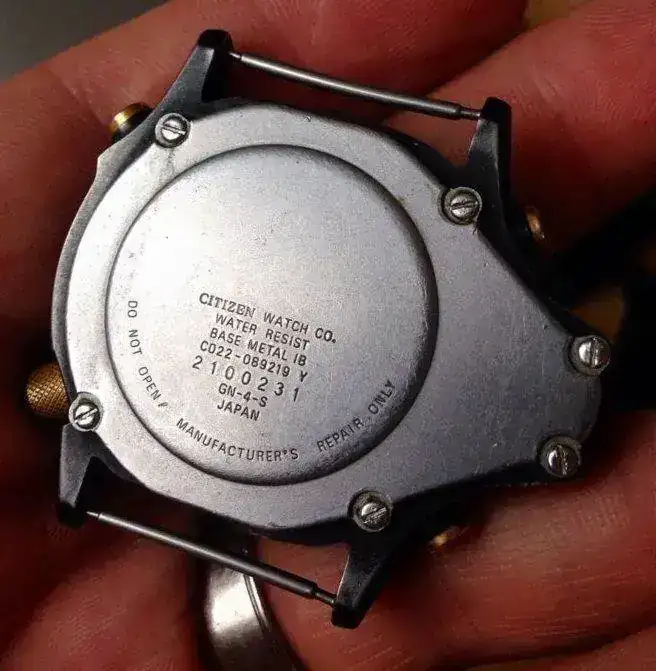 CITIZEN WATCH CO.
WATER RESIST
BASE METAL IB
C022-089219 Y
2100231
GN-4-S
JAPAN
DO NOT OPEN! MANUFACTURER'S REPAIR ONLY